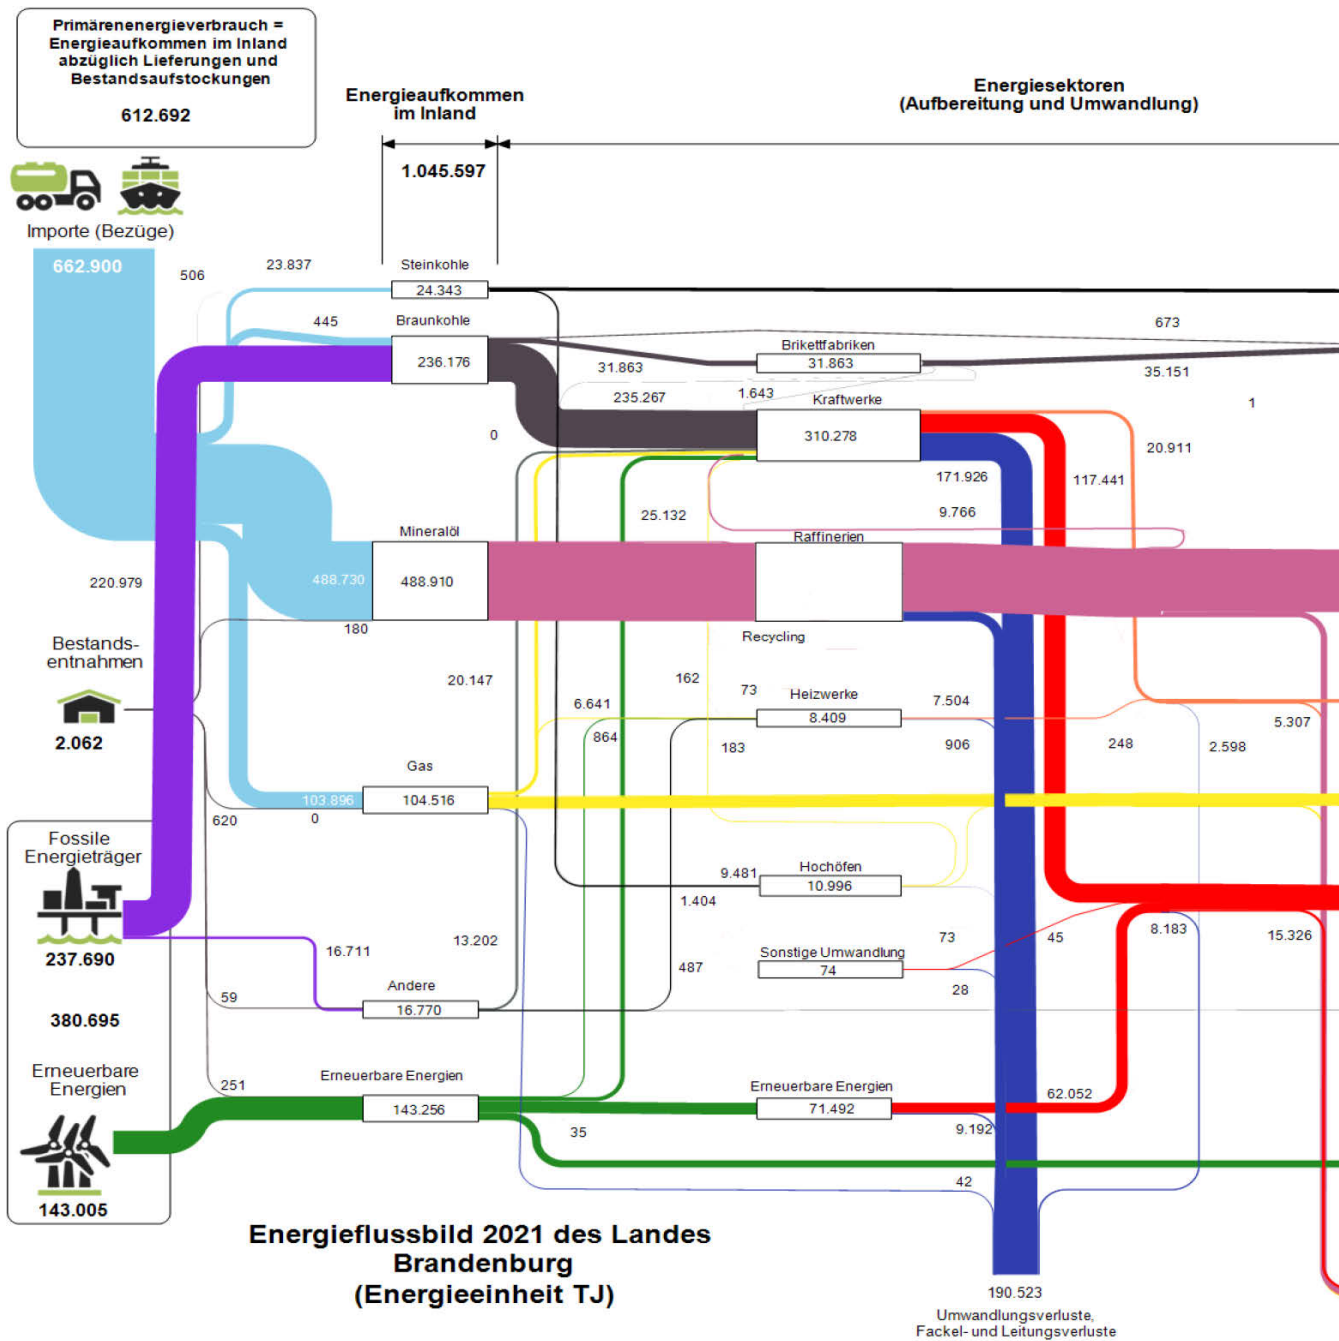 Primärenenergieverbrauch =
Energieaufkommen im Inland
abzüglich Lieferungen und
Bestandsaufstockungen
612.692
Energieaufkommen
im Inland
1.045.597
Energiesektoren
(Aufbereitung und Umwandlung)
Importe (Bezüge)
662.900
506
23.837
Steinkohle
24.343
445
Braunkohle
236.176
673
Brikettfabriken
31.863
31.863
35.151
235.267
1.643
Kraftwerke
1
0
310.278
20.911
171.926
117.441
25.132
9.766
Mineralöl
Raffinerien
220.979
488.730
488.910
180
Recycling
Bestands-
entnahmen
2.062
20.147
162
73
Heizwerke
8.409
7.504
6.641
864
183
906
248
2.598
5.307
Gas
103.896
104.516
620
0
Fossile
Energieträger
237.690
380.695
Hochöfen
9.481
10.996
1.404
16.711
13.202
73
45
8.183
15.326
Sonstige Umwandlung
74
487
28
59
Andere
16.770
Erneuerbare
Energien
143.005
251
Erneuerbare Energien
143.256
Erneuerbare Energien
71.492
62.052
35
9.192
42
Energieflussbild 2021 des Landes
Brandenburg
(Energieeinheit TJ)
190.523
Umwandlungsverluste,
Fackel- und Leitungsverluste